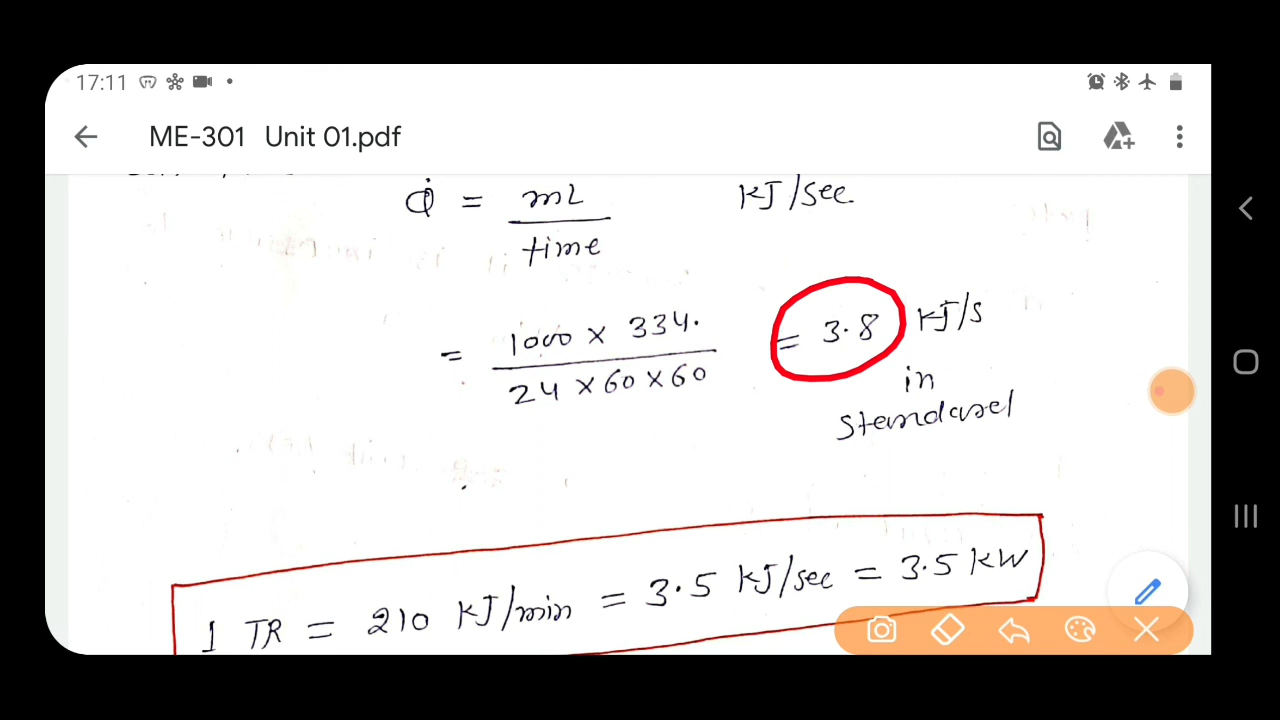 17:11
ME-301 Unit 01.pdf
Q̇ = mL / time KJ/sec.
= 1000 × 334. / 24 × 60 × 60 = 3.8 KJ/s
in
standard
1 TR = 210 KJ/min = 3.5 KJ/sec = 3.5 KW